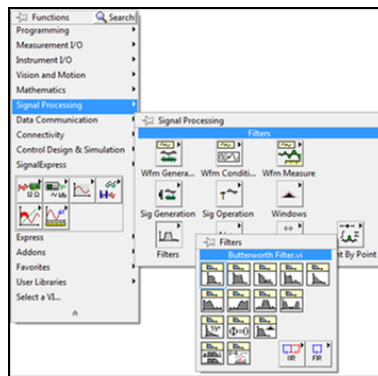 Functions
Search
Programming
Measurement I/O
Instrument I/O
Vision and Motion
Mathematics
Signal Processing
Data Communication
Connectivity
Control Design & Simulation
SignalExpress
Express
Addons
Favorites
User Libraries
Select a VI...
Signal Processing
Filters
Wfm Genera... Wfm Conditi... Wfm Measure
Sig Generation Sig Operation Windows
Filters
nt By Point
Filters
Butterworth Filter.vi
IIR FIR